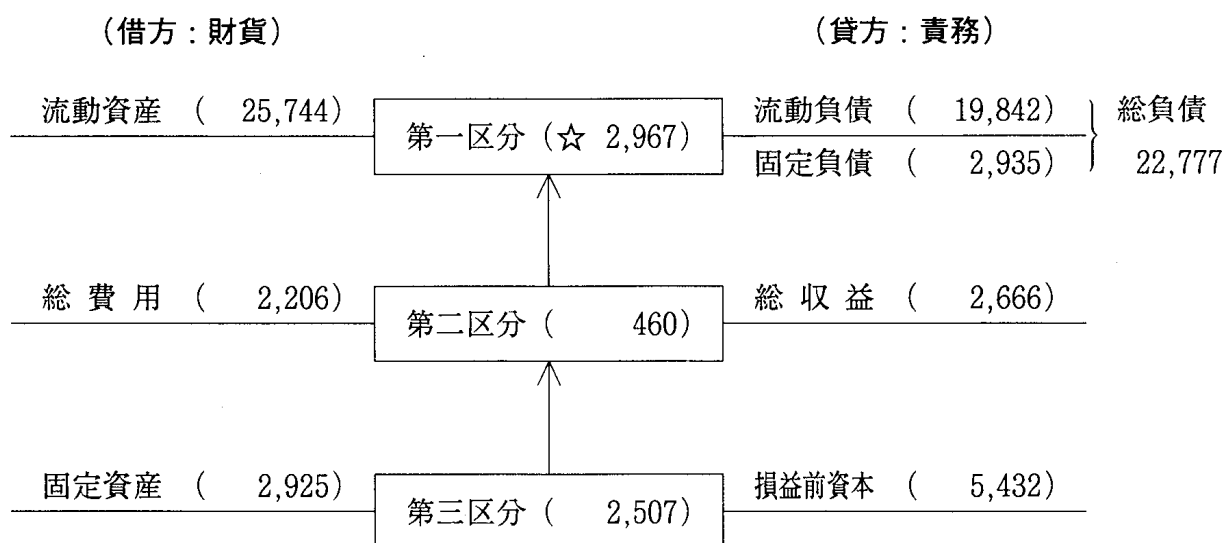 (借方：財貨) (貸方：責務)
流動資産 ( 25,744) 第一区分 (☆ 2,967) 流動負債 ( 19,842) 総負債
固定負債 ( 2,935) 22,777
総費用 ( 2,206) 第二区分 ( 460) 総収益 ( 2,666)
固定資産 ( 2,925) 第三区分 ( 2,507) 損益前資本 ( 5,432)